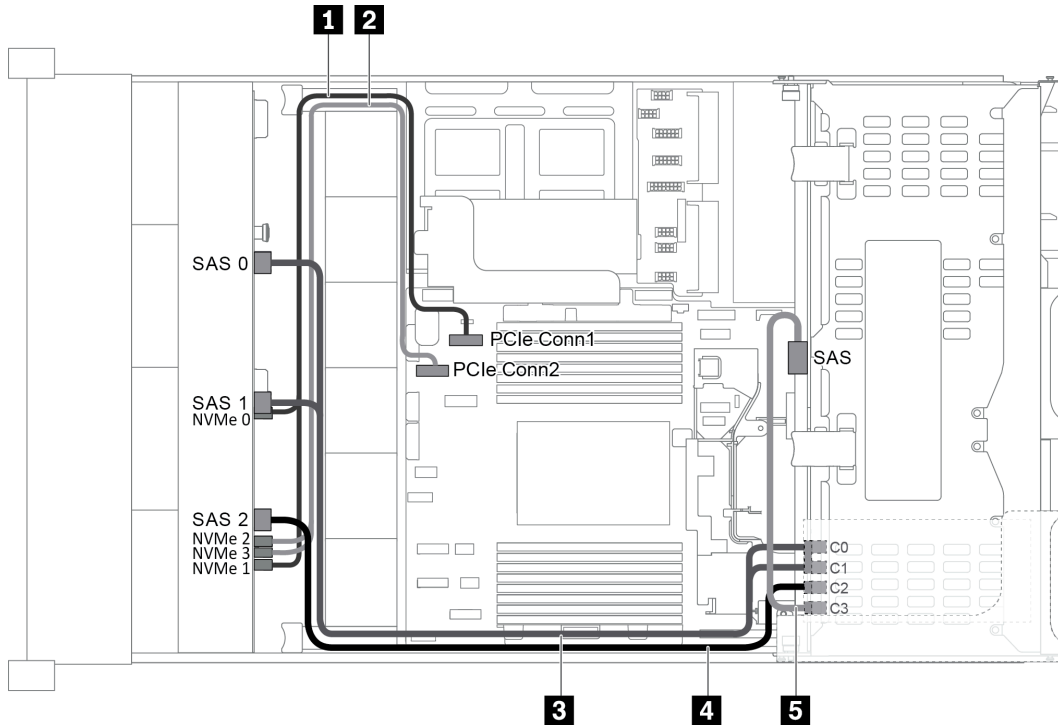 1 2
SAS 0
PCIe Conn1
SAS
PCIe Conn2
SAS 1
NVMe 0
SAS 2
NVMe 2
NVMe 3
NVMe 1
C0
C1
C2
C3
3 4 5